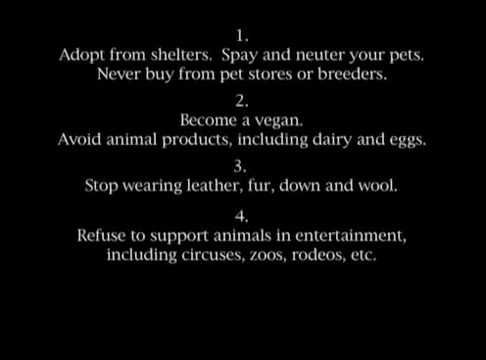 1.
Adopt from shelters. Spay and neuter your pets.
Never buy from pet stores or breeders.
2.
Become a vegan.
Avoid animal products, including dairy and eggs.
3.
Stop wearing leather, fur, down and wool.
4.
Refuse to support animals in entertainment,
including circuses, zoos, rodeos, etc.